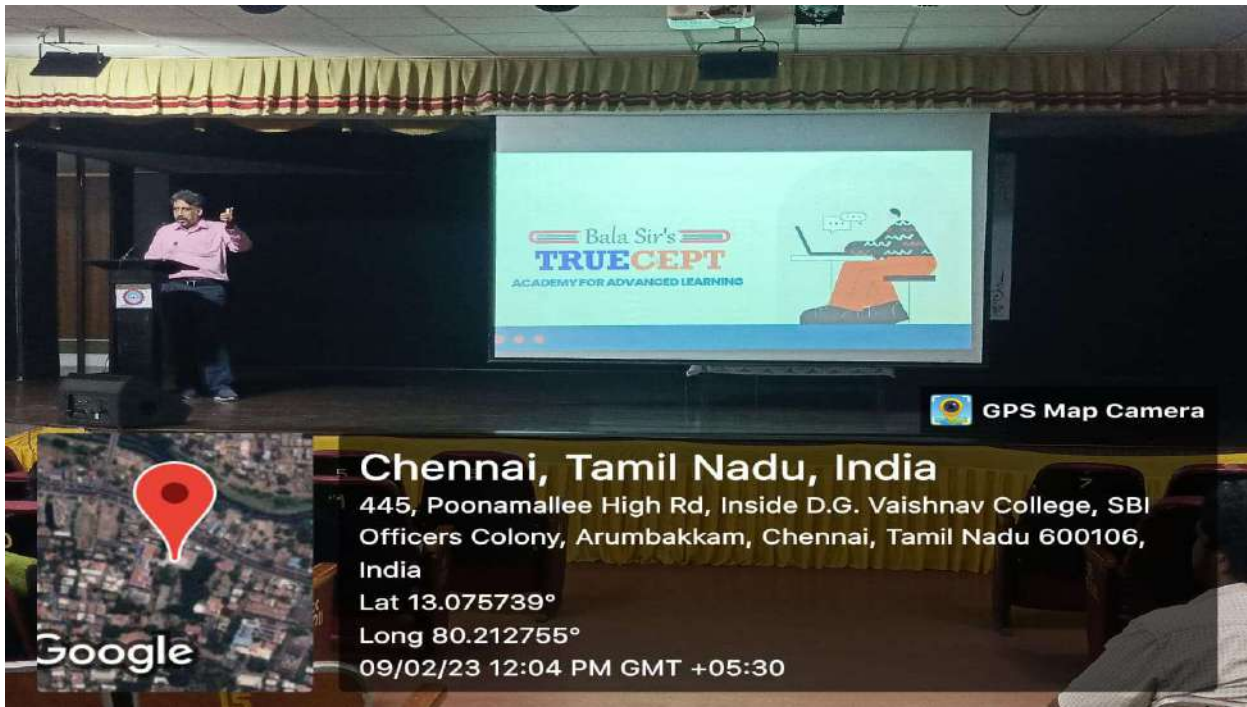 Bala Sir's
TRUECEPT
ACADEMY FOR ADVANCED LEARNING
GPS Map Camera
Chennai, Tamil Nadu, India
445, Poonamallee High Rd, Inside D.G. Vaishnav College, SBI
Officers Colony, Arumbakkam, Chennai, Tamil Nadu 600106,
India
Lat 13.075739°
Long 80.212755°
09/02/23 12:04 PM GMT +05:30
Google
7
15